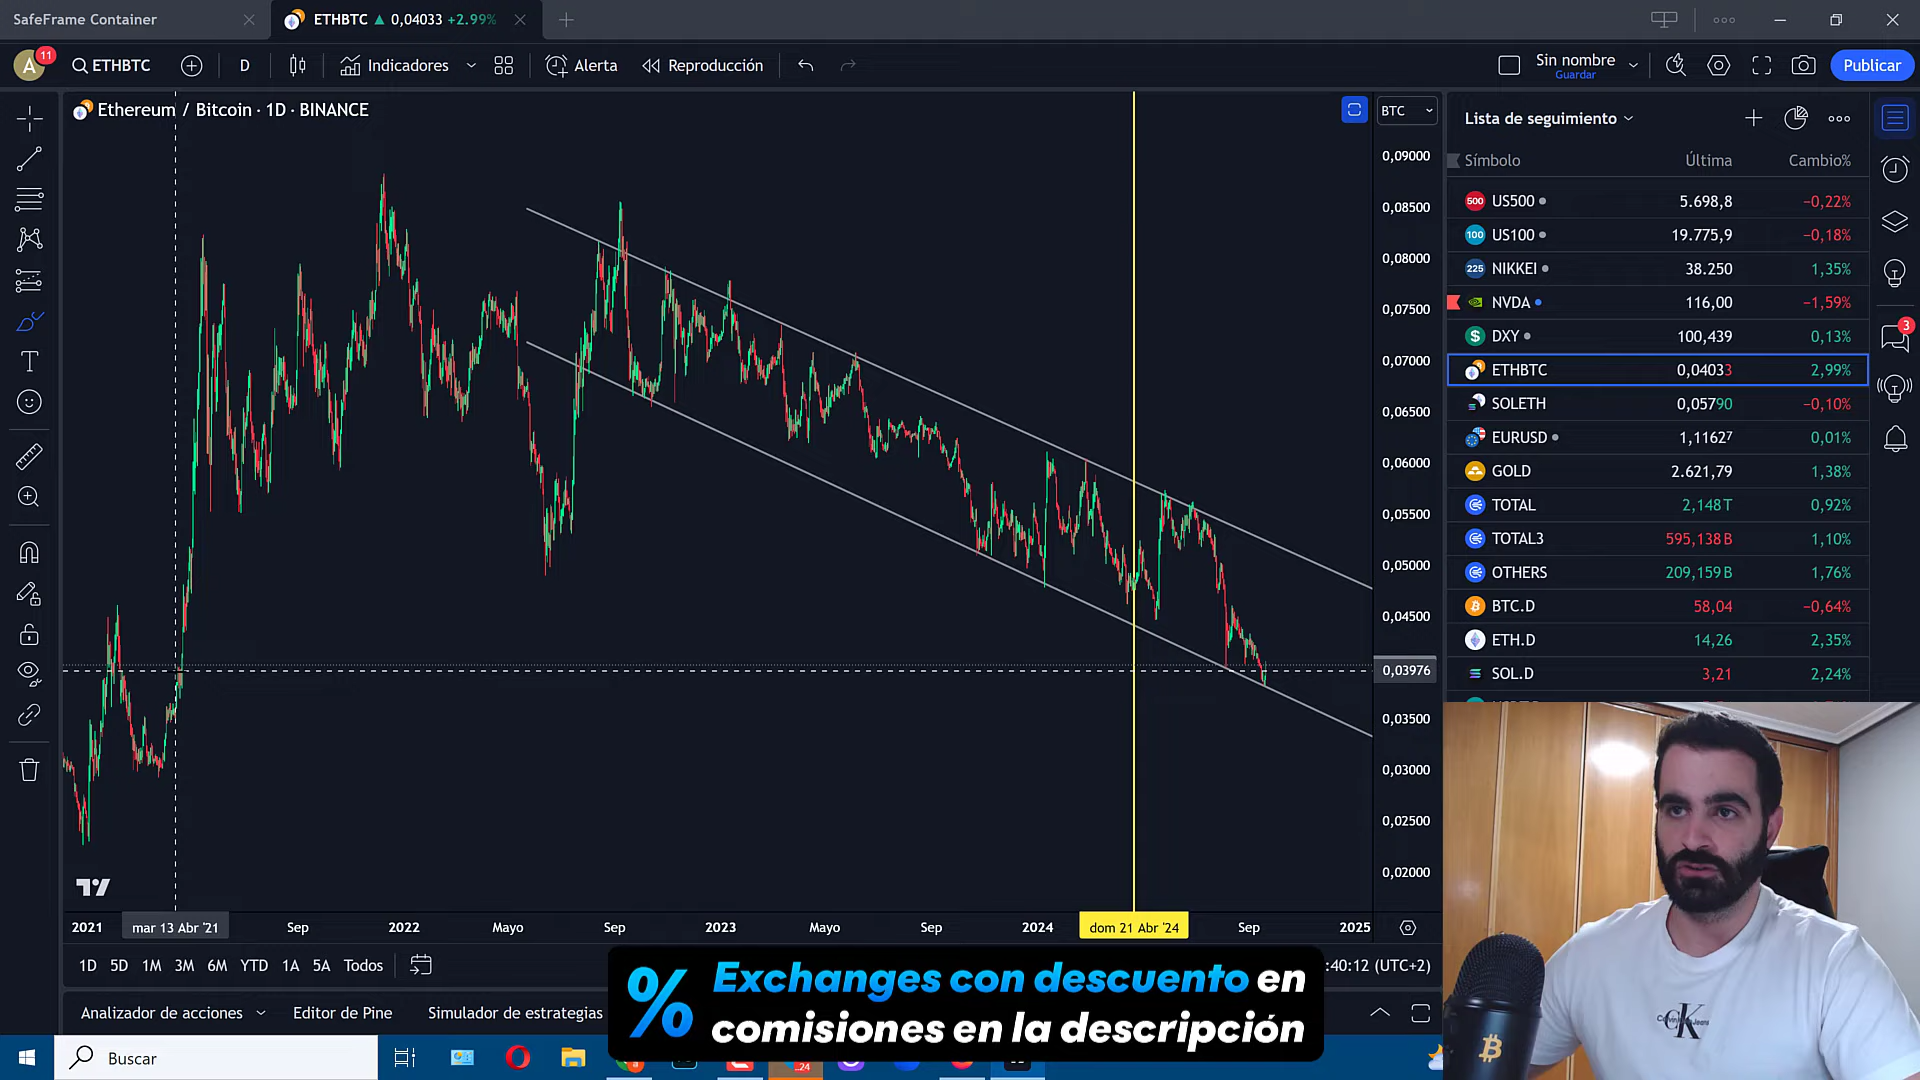 SafeFrame Container
ETHBTC ▲ 0,04033 +2.99%
A 11
ETHBTC
D
Indicadores
Alerta
Reproducción
Sin nombre
Guardar
Publicar
Ethereum / Bitcoin · 1D · BINANCE
BTC
0,09000
0,08500
0,08000
0,07500
0,07000
0,06500
0,06000
0,05500
0,05000
0,04500
0,03976
0,03500
0,03000
0,02500
0,02000
2021
mar 13 Abr '21
Sep
2022
Mayo
Sep
2023
Mayo
Sep
2024
dom 21 Abr '24
Sep
2025
Lista de seguimiento
Símbolo Última Cambio%
500 US500 5.698,8 −0,22%
100 US100 19.775,9 −0,18%
225 NIKKEI 38.250 1,35%
NVDA 116,00 −1,59%
$ DXY 100,439 0,13%
ETHBTC 0,04033 2,99%
SOLETH 0,05790 −0,10%
EURUSD 1,11627 0,01%
GOLD 2.621,79 1,38%
TOTAL 2,148 T 0,92%
TOTAL3 595,138 B 1,10%
OTHERS 209,159 B 1,76%
BTC.D 58,04 −0,64%
ETH.D 14,26 2,35%
SOL.D 3,21 2,24%
3
1D 5D 1M 3M 6M YTD 1A 5A Todos
:40:12 (UTC+2)
Analizador de acciones
Editor de Pine
Simulador de estrategias
% Exchanges con descuento en
comisiones en la descripción
Buscar
CK